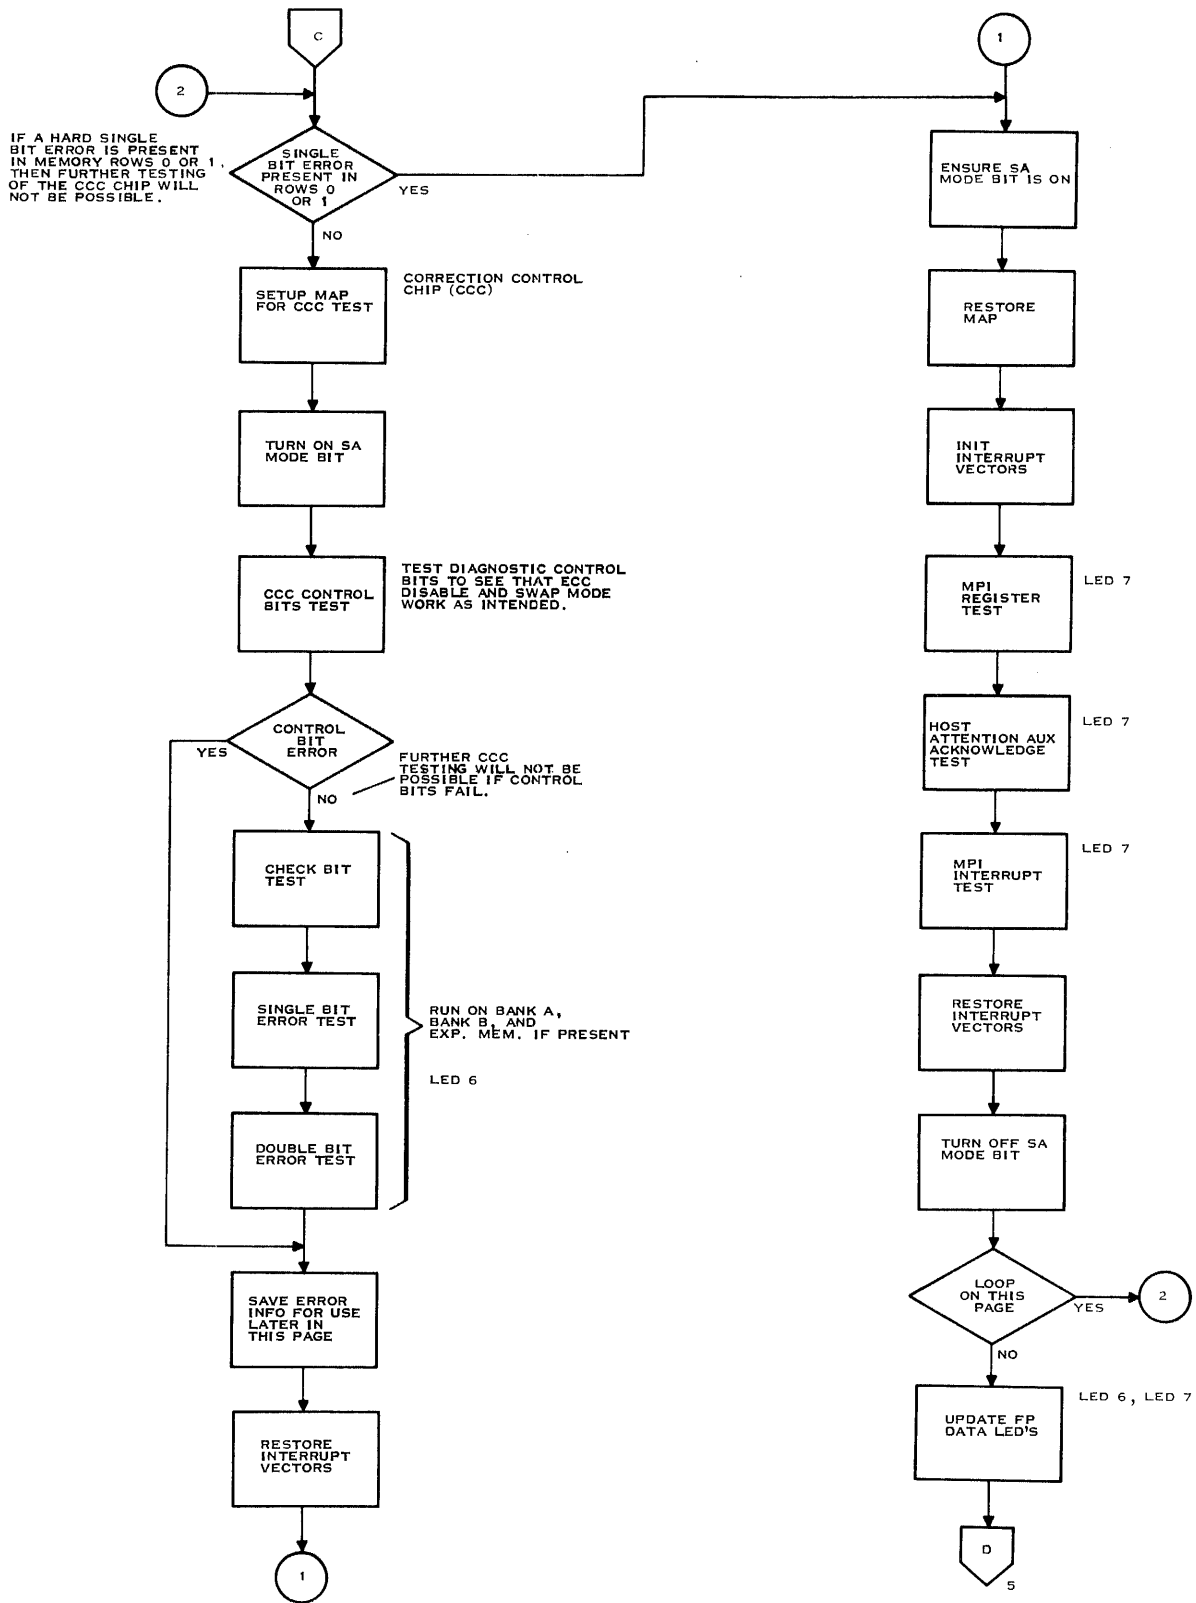 C
2
IF A HARD SINGLE
BIT ERROR IS PRESENT
IN MEMORY ROWS 0 OR 1,
THEN FURTHER TESTING
OF THE CCC CHIP WILL
NOT BE POSSIBLE.
SINGLE
BIT ERROR
PRESENT IN
ROWS 0
OR 1
YES
NO
SETUP MAP
FOR CCC TEST
CORRECTION CONTROL
CHIP (CCC)
TURN ON SA
MODE BIT
CCC CONTROL
BITS TEST
TEST DIAGNOSTIC CONTROL
BITS TO SEE THAT ECC
DISABLE AND SWAP MODE
WORK AS INTENDED.
CONTROL
BIT
ERROR
YES
NO
FURTHER CCC
TESTING WILL NOT BE
POSSIBLE IF CONTROL
BITS FAIL.
CHECK BIT
TEST
SINGLE BIT
ERROR TEST
DOUBLE BIT
ERROR TEST
RUN ON BANK A,
BANK B, AND
EXP. MEM. IF PRESENT
LED 6
SAVE ERROR
INFO FOR USE
LATER IN
THIS PAGE
RESTORE
INTERRUPT
VECTORS
1
1
ENSURE SA
MODE BIT IS ON
RESTORE
MAP
INIT
INTERRUPT
VECTORS
MPI
REGISTER
TEST
LED 7
HOST
ATTENTION AUX
ACKNOWLEDGE
TEST
LED 7
MPI
INTERRUPT
TEST
LED 7
RESTORE
INTERRUPT
VECTORS
TURN OFF SA
MODE BIT
LOOP
ON THIS
PAGE
YES
2
NO
UPDATE FP
DATA LED'S
LED 6, LED 7
D
5